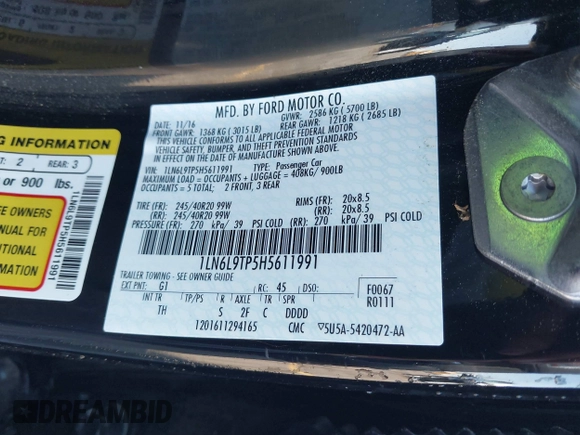 MFD. BY FORD MOTOR CO.
DATE: 11/16 GVWR: 2586 KG ( 5700 LB)
FRONT GAWR: 1368 KG ( 3015 LB) REAR GAWR: 1218 KG ( 2685 LB)
THIS VEHICLE CONFORMS TO ALL APPLICABLE FEDERAL MOTOR
VEHICLE SAFETY, BUMPER, AND THEFT PREVENTION STANDARDS IN
EFFECT ON THE DATE OF MANUFACTURE SHOWN ABOVE.
VIN: 1LN6L9TP5H5611991 TYPE: Passenger Car
MAXIMUM LOAD = OCCUPANTS + LUGGAGE = 408KG/ 900LB
OCCUPANTS = 5 TOTAL; 2 FRONT, 3 REAR
TIRE (FR): 245/40R20 99W RIMS (FR): 20x8.5
(RR): 245/40R20 99W (RR): 20x8.5
PRESSURE (FR): 270 kPa/ 39 PSI COLD (RR): 270 kPa/ 39 PSI COLD
1LN6L9TP5H5611991
TRAILER TOWING - SEE OWNER GUIDE
EXT PNT: G1 RC: 45 DSO: F0067
R0111
INT TR TP/PS R AXLE TR SPR
TH S 2F C DDDD
1201611294165 CMC ▽5U5A-5420472-AA
G INFORMATION
2 REAR: 3
or 900 lbs.
SEE OWNERS
MANUAL
INFORMATION
1LN6L9TP5H5611991
DREAMBID